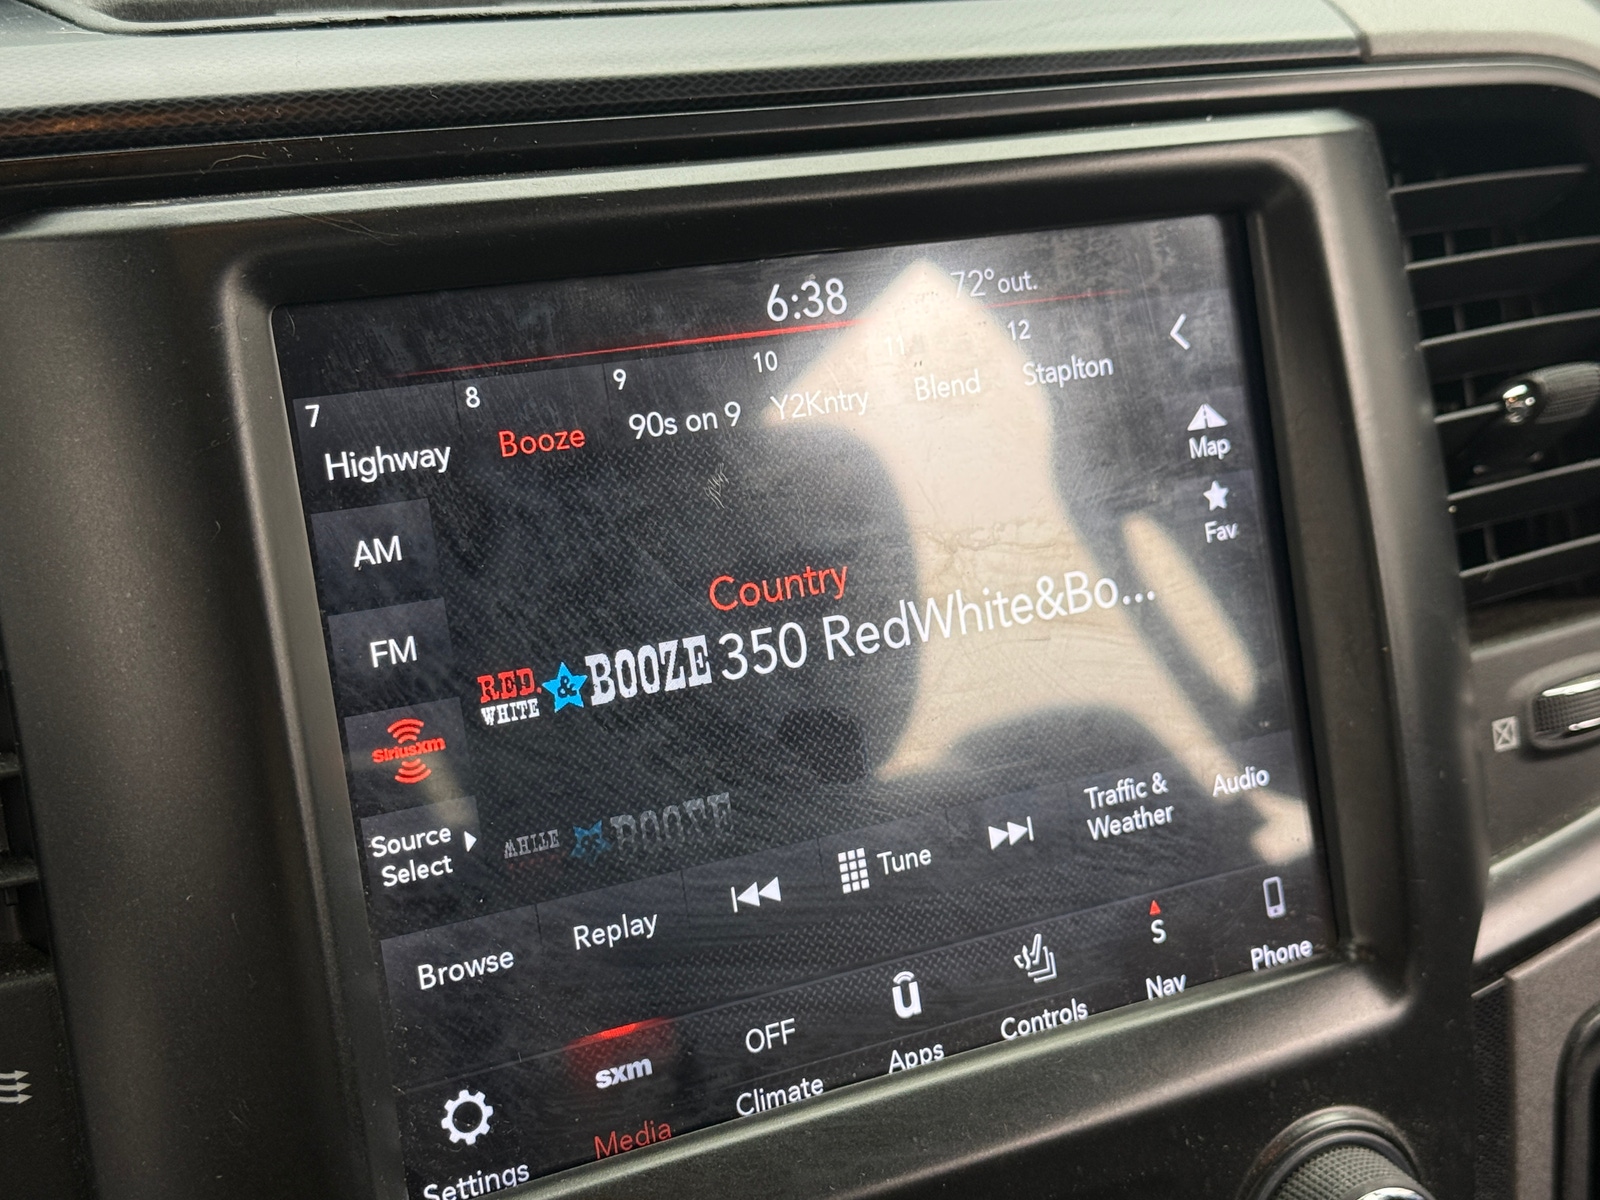 6:38
72° out.
7
8
9
10
11
12
Highway
Booze
90s on 9
Y2Kntry
Blend
Staplton
Map
Fav
AM
FM
SiriusXM
Source
Select
Country
RED.
WHITE
&
BOOZE
350 RedWhite&Bo...
Browse
Replay
Tune
Traffic &
Weather
Audio
Settings
sxm
Media
OFF
Climate
Apps
Controls
S
Nav
Phone